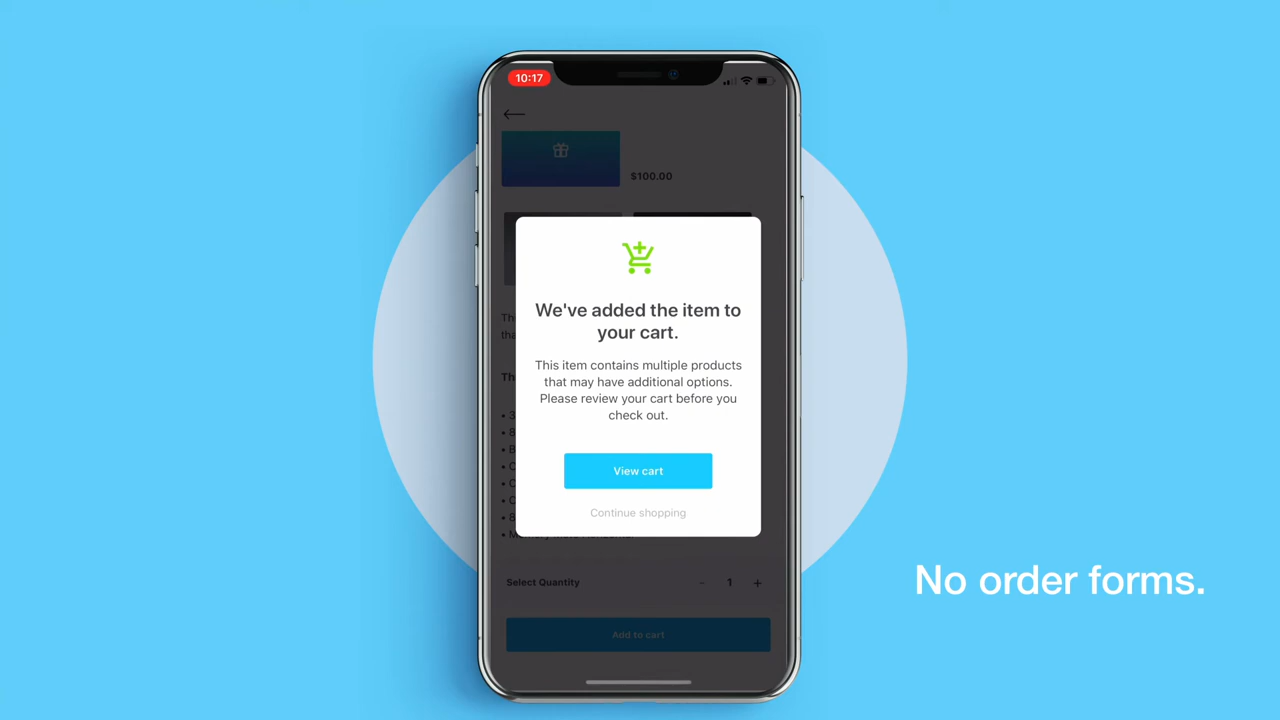 10:17
$100.00
We've added the item to
your cart.
This item contains multiple products
that may have additional options.
Please review your cart before you
check out.
View cart
Continue shopping
Select Quantity
- 1 +
Add to cart
No order forms.